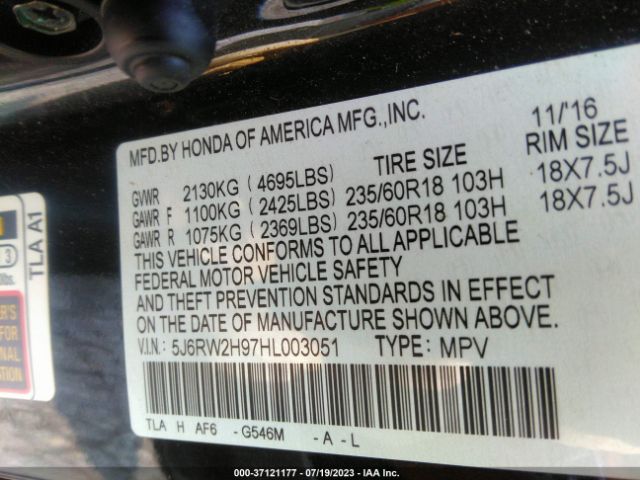 MFD.BY HONDA OF AMERICA MFG.,INC. 11/'16
TIRE SIZE RIM SIZE
GVWR 2130KG (4695LBS)
GAWR F 1100KG (2425LBS) 235/60R18 103H 18X7.5J
GAWR R 1075KG (2369LBS) 235/60R18 103H 18X7.5J
THIS VEHICLE CONFORMS TO ALL APPLICABLE
FEDERAL MOTOR VEHICLE SAFETY
AND THEFT PREVENTION STANDARDS IN EFFECT
ON THE DATE OF MANUFACTURE SHOWN ABOVE.
V.I.N.: 5J6RW2H97HL003051 TYPE: MPV
TLA H AF6 - G546M - A - L
TLA A1
3
FOR
000-37121177 - 07/19/2023 - IAA Inc.